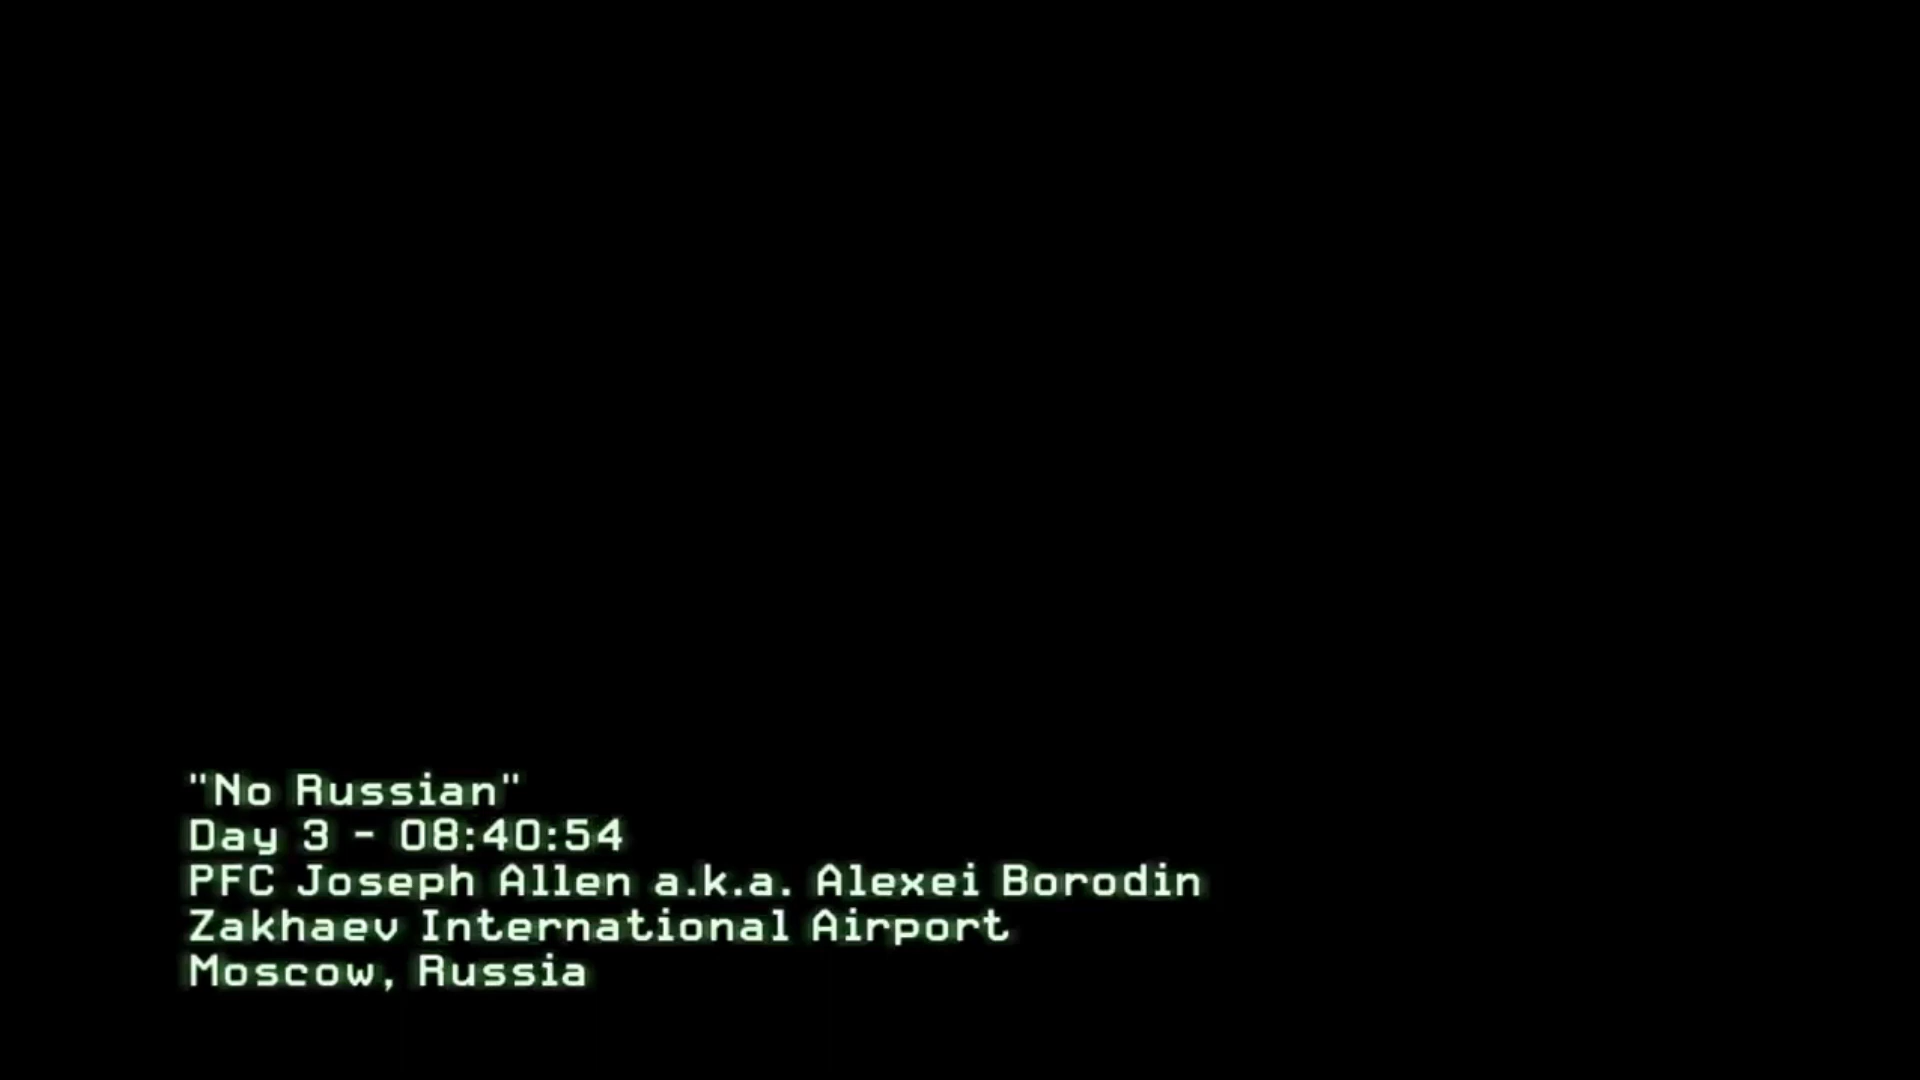 "No Russian"
Day 3 - 08:40:54
PFC Joseph Allen a.k.a. Alexei Borodin
Zakhaev International Airport
Moscow, Russia